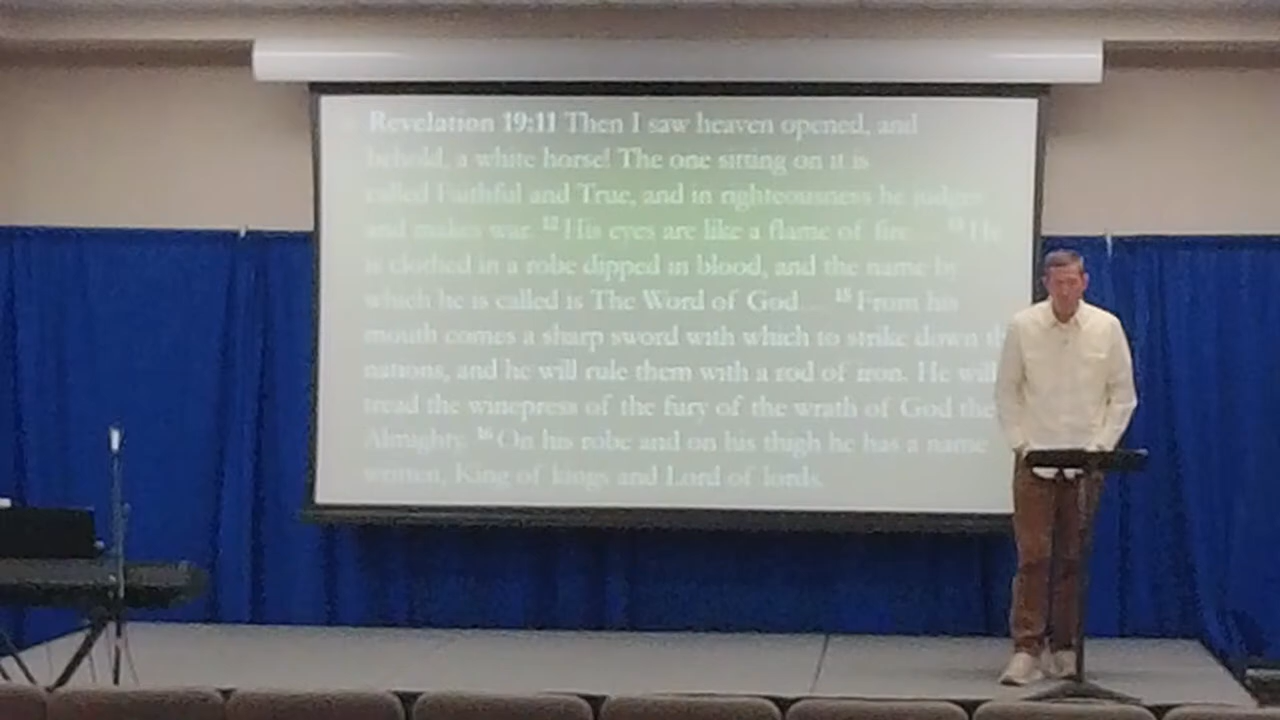 Revelation 19:11 Then I saw heaven opened, and
behold, a white horse! The one sitting on it is
called Faithful and True, and in righteousness he judges
and makes war. 12 His eyes are like a flame of fire... 13 He
is clothed in a robe dipped in blood, and the name by
which he is called is The Word of God... 15 From his
mouth comes a sharp sword with which to strike down th
nations, and he will rule them with a rod of iron. He will
tread the winepress of the fury of the wrath of God the
Almighty. 16 On his robe and on his thigh he has a name
written, King of kings and Lord of lords.